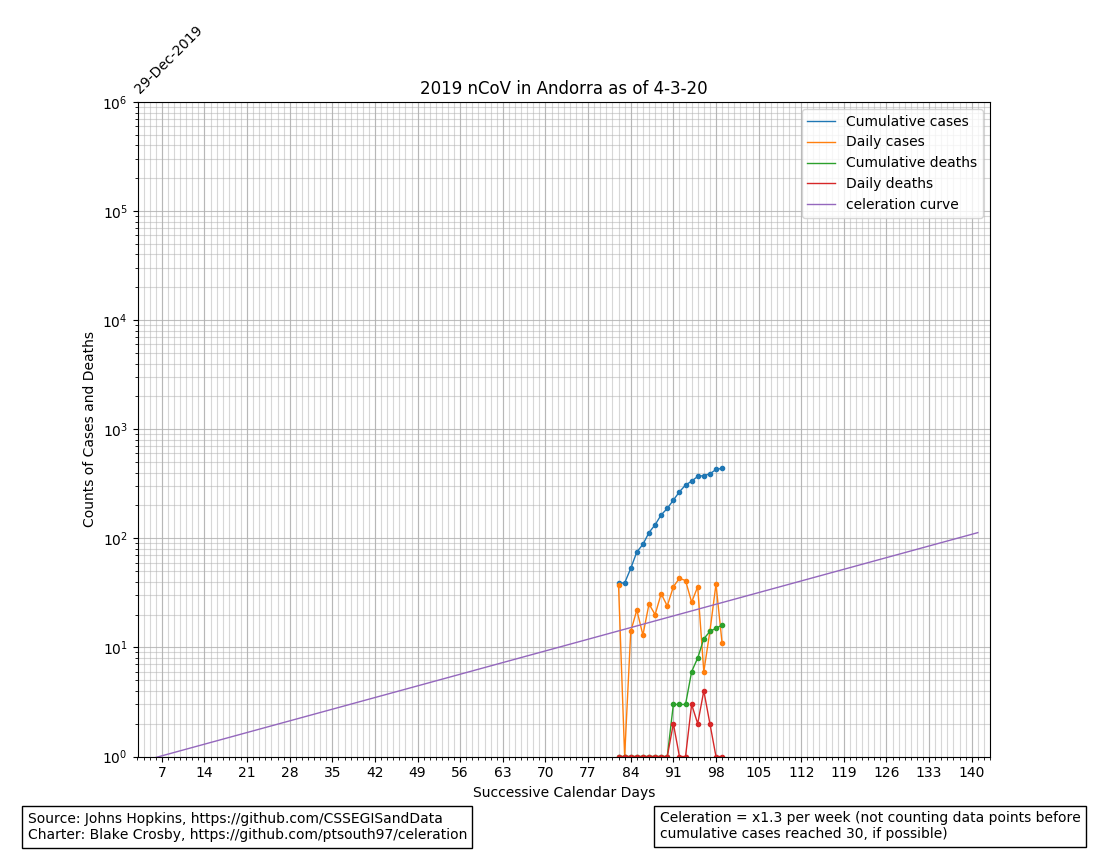 29-Dec-2019
2019 nCoV in Andorra as of 4-3-20
Cumulative cases
Daily cases
Cumulative deaths
Daily deaths
celeration curve
Counts of Cases and Deaths
10^6
10^5
10^4
10^3
10^2
10^1
10^0
7 14 21 28 35 42 49 56 63 70 77 84 91 98 105 112 119 126 133 140
Successive Calendar Days
Source: Johns Hopkins, https://github.com/CSSEGISandData
Charter: Blake Crosby, https://github.com/ptsouth97/celeration
Celeration = x1.3 per week (not counting data points before
cumulative cases reached 30, if possible)